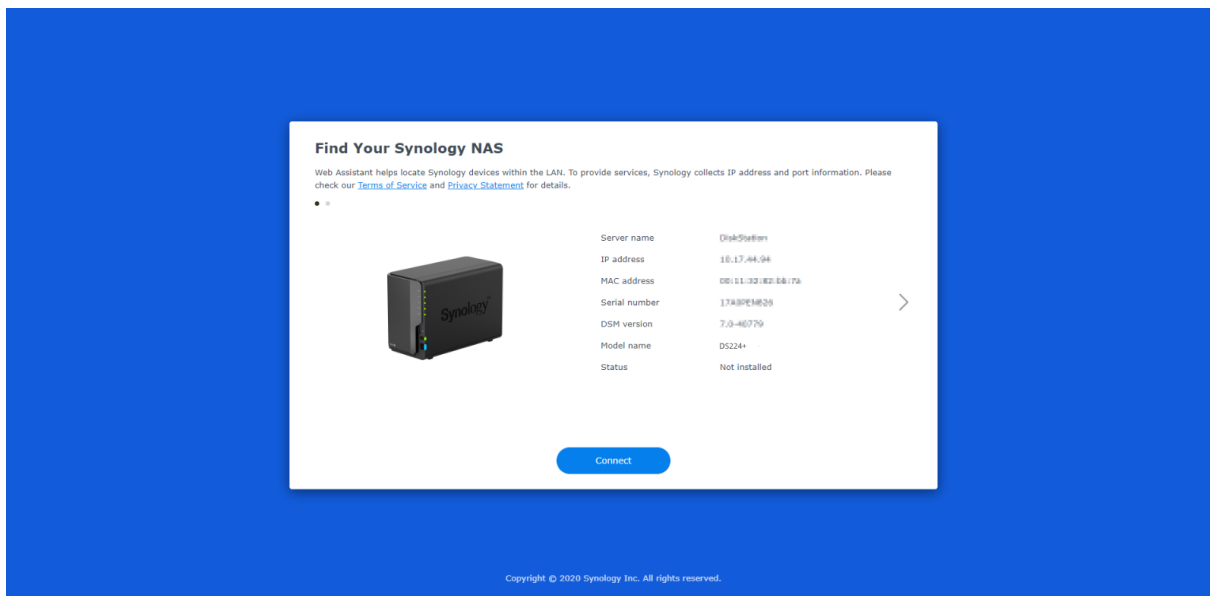 Find Your Synology NAS
Web Assistant helps locate Synology devices within the LAN. To provide services, Synology collects IP address and port information. Please
check our Terms of Service and Privacy Statement for details.
Synology
Server name DiskStation
IP address
MAC address
Serial number
DSM version
Model name DS224+
Status Not installed
Connect
Copyright © 2020 Synology Inc. All rights reserved.